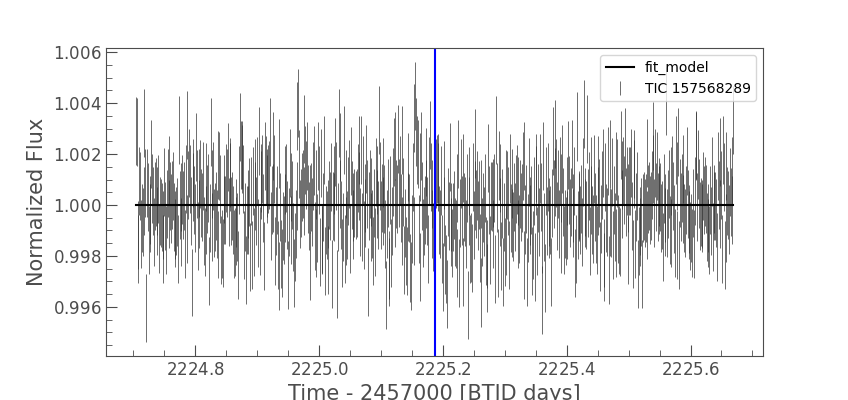 1.006
1.004
1.002
1.000
0.998
0.996
Normalized Flux
fit_model
TIC 157568289
2224.8 2225.0 2225.2 2225.4 2225.6
Time - 2457000 [BTJD days]